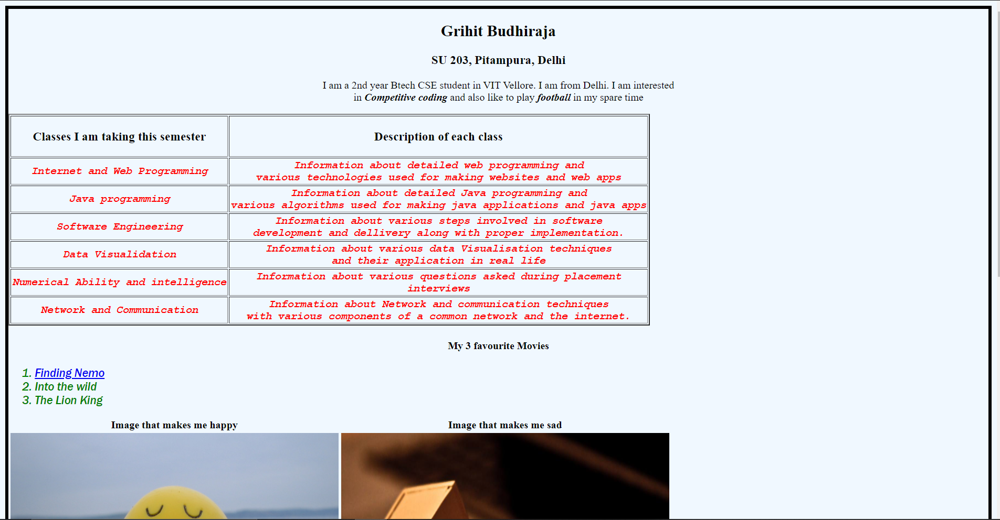 Grihit Budhiraja
SU 203, Pitampura, Delhi
I am a 2nd year Btech CSE student in VIT Vellore. I am from Delhi. I am interested
in Competitive coding and also like to play football in my spare time
Classes I am taking this semester
Description of each class
Internet and Web Programming
Information about detailed web programming and
various technologies used for making websites and web apps
Java programming
Information about detailed Java programming and
various algorithms used for making java applications and java apps
Software Engineering
Information about various steps involved in software
development and dellivery along with proper implementation.
Data Visualidation
Information about various data Visualisation techniques
and their application in real life
Numerical Ability and intelligence
Information about various questions asked during placement
interviews
Network and Communication
Information about Network and communication techniques
with various components of a common network and the internet.
My 3 favourite Movies
1. Finding Nemo
2. Into the wild
3. The Lion King
Image that makes me happy
Image that makes me sad